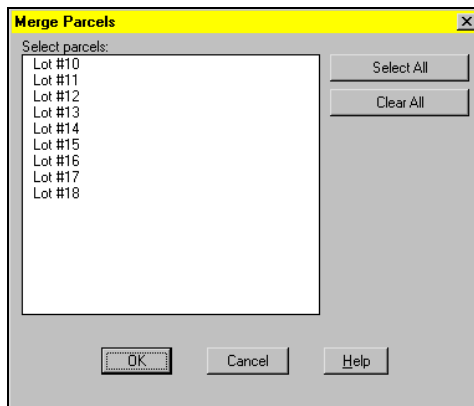 Merge Parcels
Select parcels:
Lot #10
Lot #11
Lot #12
Lot #13
Lot #14
Lot #15
Lot #16
Lot #17
Lot #18
Select All
Clear All
OK
Cancel
Help